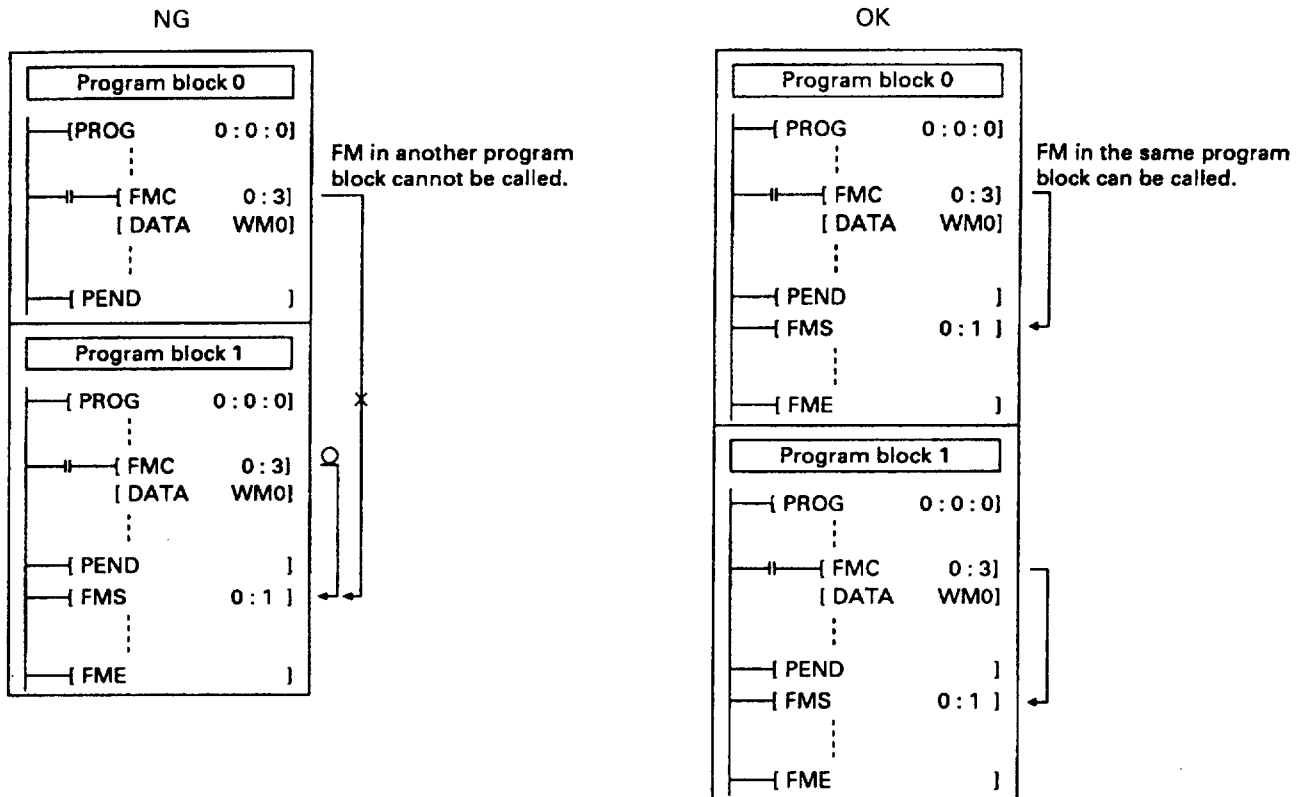 NG
Program block 0
[PROG 0:0:0]
[ FMC 0:3]
[ DATA WM0]
[ PEND ]
Program block 1
[ PROG 0:0:0]
[ FMC 0:3]
[ DATA WM0]
[ PEND ]
[ FMS 0:1 ]
[ FME ]
FM in another program
block cannot be called.
OK
Program block 0
[ PROG 0:0:0]
[ FMC 0:3]
[ DATA WM0]
[ PEND ]
[ FMS 0:1 ]
[ FME ]
Program block 1
[ PROG 0:0:0]
[ FMC 0:3]
[ DATA WM0]
[ PEND ]
[ FMS 0:1 ]
[ FME ]
FM in the same program
block can be called.